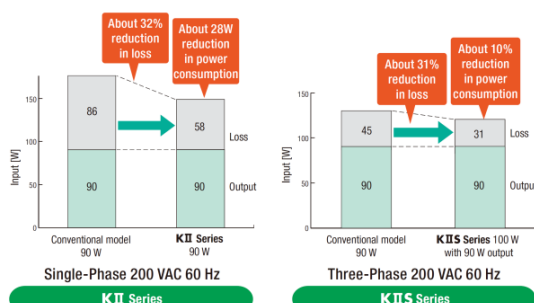 About 32%
reduction
in loss
About 28W
reduction
in power
consumption
Input [W]
150
100
50
0
86
58
Loss
90
90
Output
Conventional model
90 W
KII Series
90 W
Single-Phase 200 VAC 60 Hz
KII Series
About 31%
reduction
in loss
About 10%
reduction
in power
consumption
Input [W]
150
100
50
0
45
31
Loss
90
90
Output
Conventional model
90 W
KIIS Series 100 W
with 90 W output
Three-Phase 200 VAC 60 Hz
KIIS Series